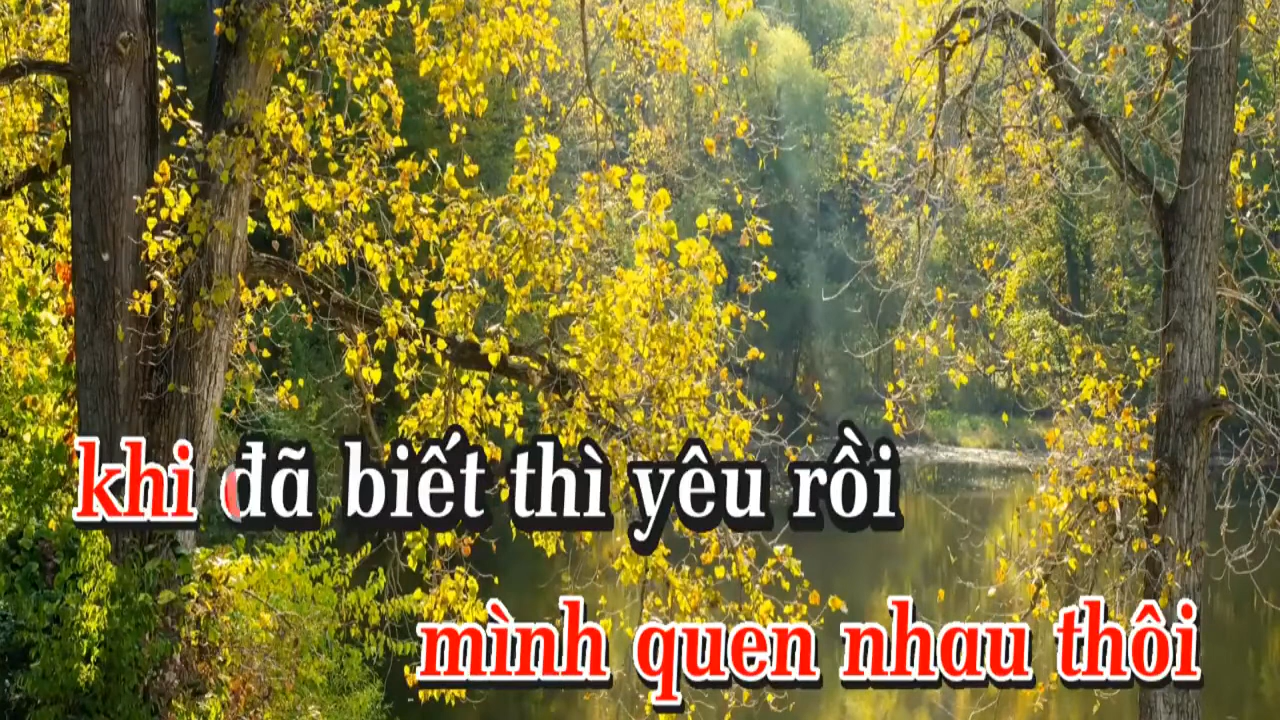 khi đã biết thì yêu rồi
mình quen nhau thôi